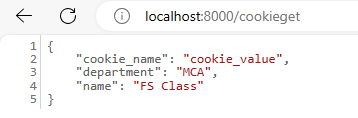 localhost:8000/cookieget
1 {
2 "cookie_name": "cookie_value",
3 "department": "MCA",
4 "name": "FS Class"
5 }